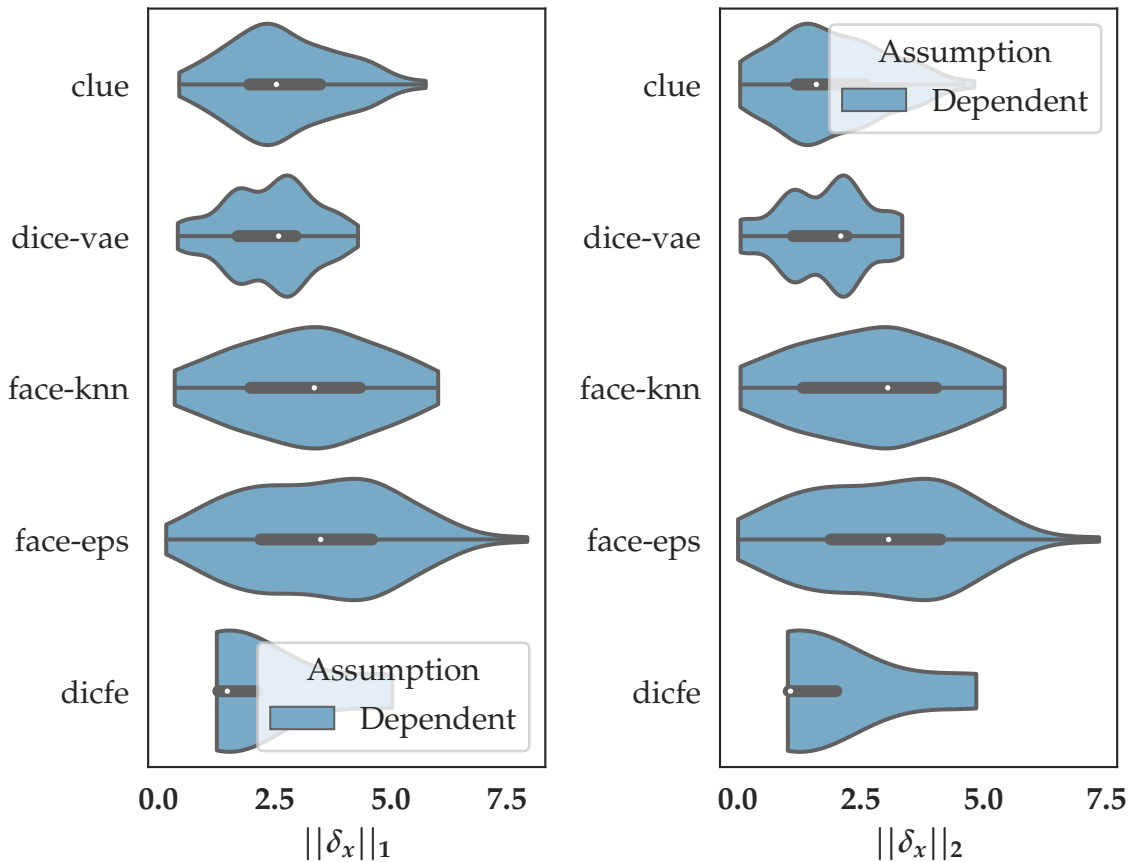 clue
dice-vae
face-knn
face-eps
dicfe
Assumption
Dependent
0.0 2.5 5.0 7.5
||δx||1
Assumption
Dependent
clue
dice-vae
face-knn
face-eps
dicfe
0.0 2.5 5.0 7.5
||δx||2